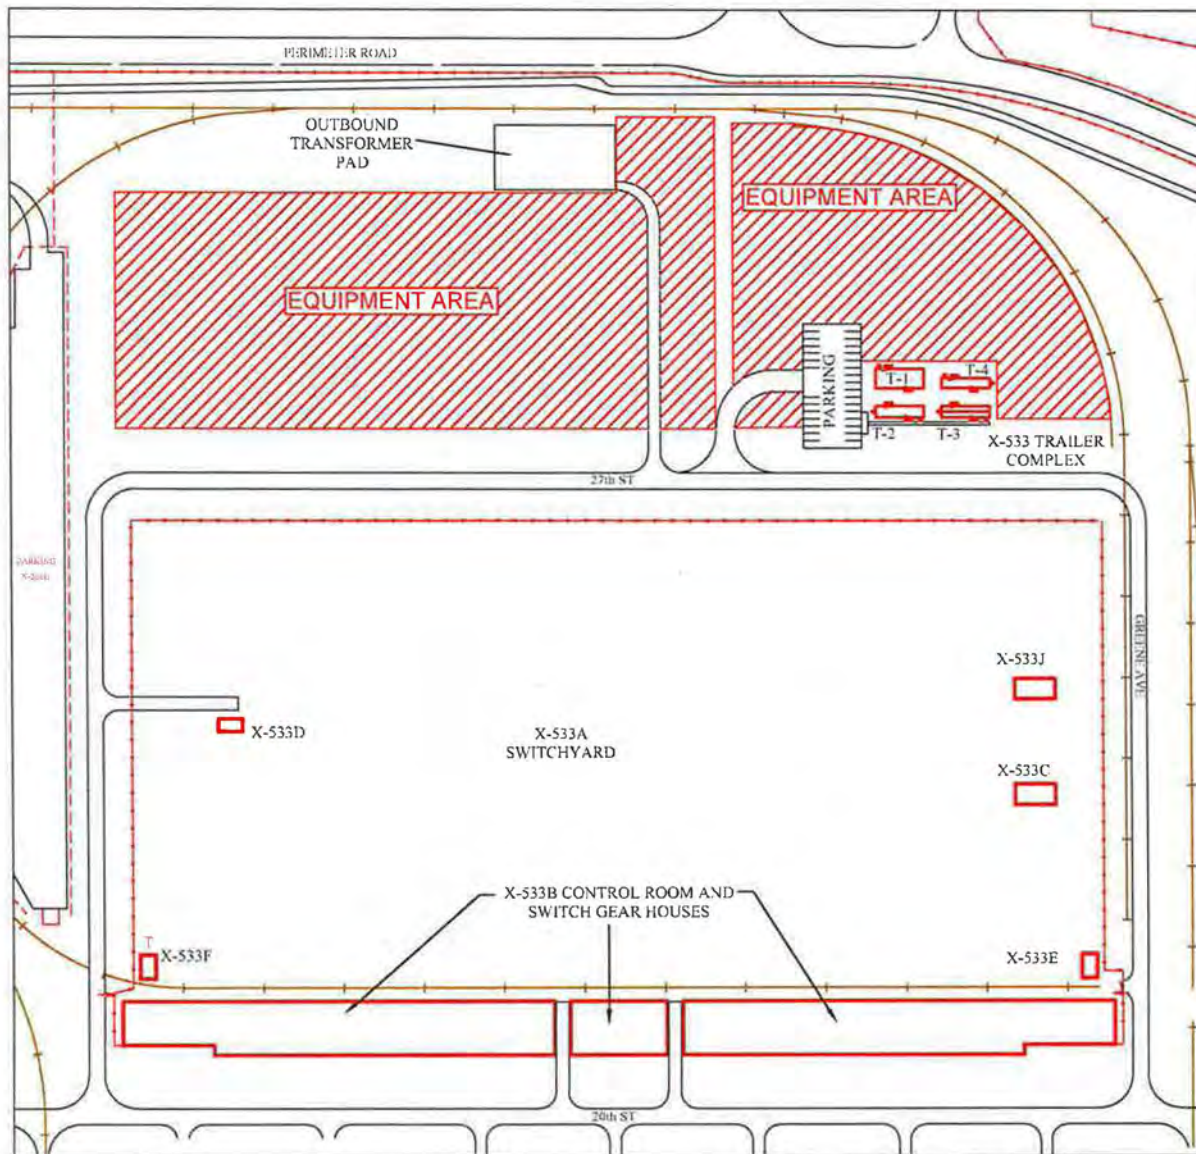 PERIMETER ROAD
OUTBOUND
TRANSFORMER
PAD
EQUIPMENT AREA
EQUIPMENT AREA
PARKING
T-1
T-4
T-2
T-3
X-533 TRAILER
COMPLEX
27th ST
PARKING
GREENE AVE
X-533J
X-533D
X-533A
SWITCHYARD
X-533C
X-533B CONTROL ROOM AND
SWITCH GEAR HOUSES
T
X-533F
X-533E
20th ST